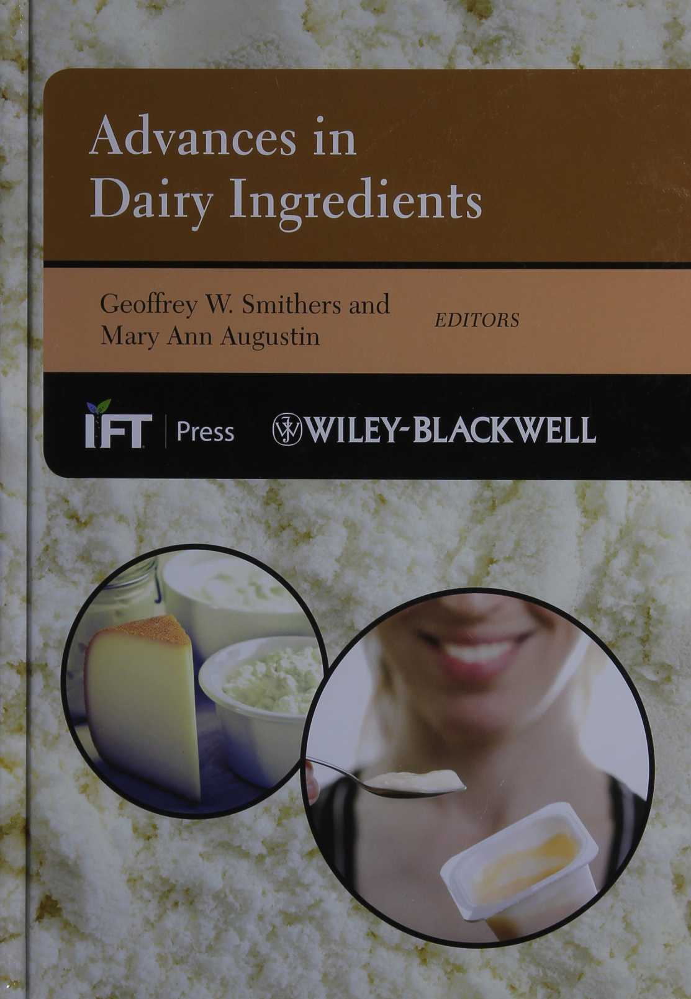 Advances in
Dairy Ingredients
Geoffrey W. Smithers and
Mary Ann Augustin
EDITORS
IFT | Press
WILEY-BLACKWELL